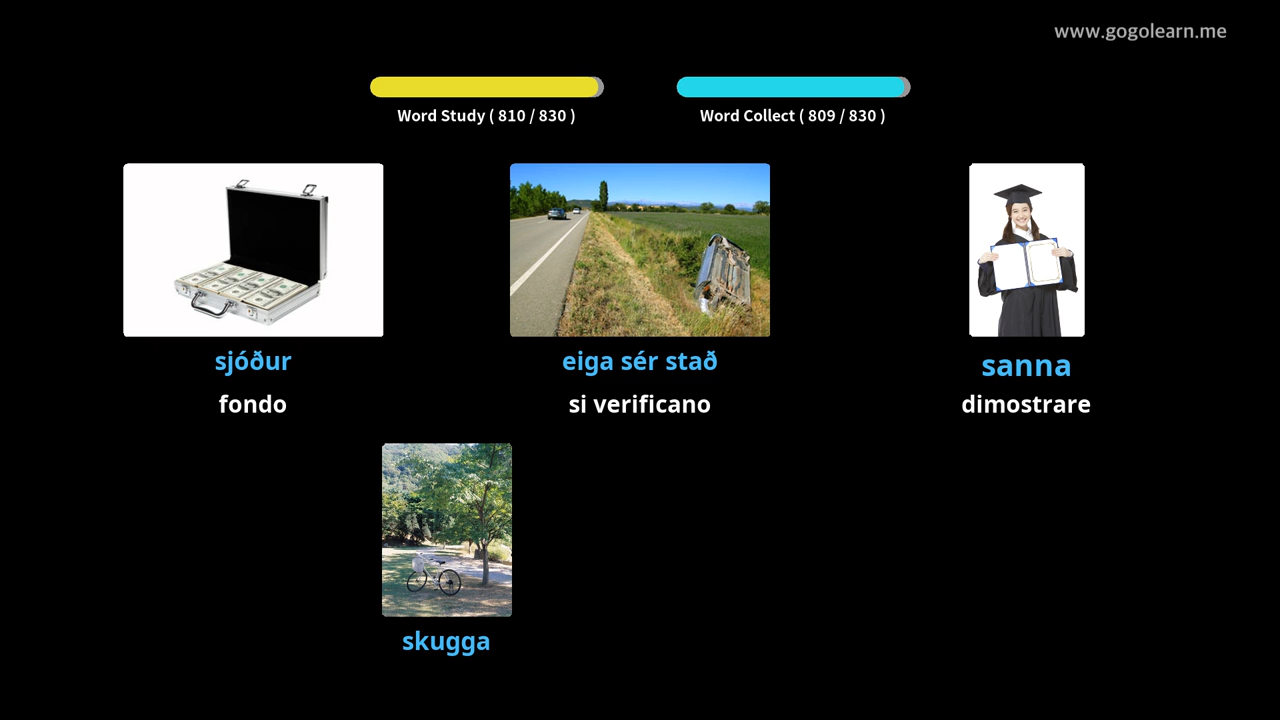 www.gogolearn.me
Word Study ( 810 / 830 )
Word Collect ( 809 / 830 )
sjóður
fondo
eiga sér stað
si verificano
sanna
dimostrare
skugga